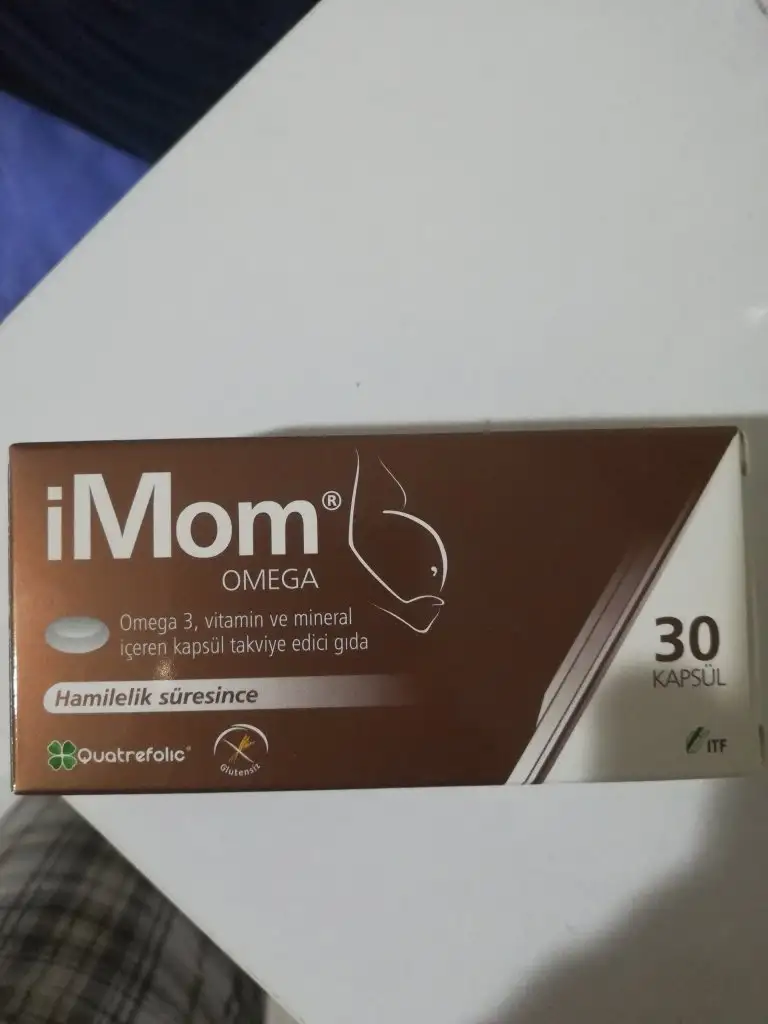 iMom®
OMEGA
Omega 3, vitamin ve mineral
içeren kapsül takviye edici gıda
Hamilelik süresince
Quatrefolic®
Glutensiz
30
KAPSÜL
ITF